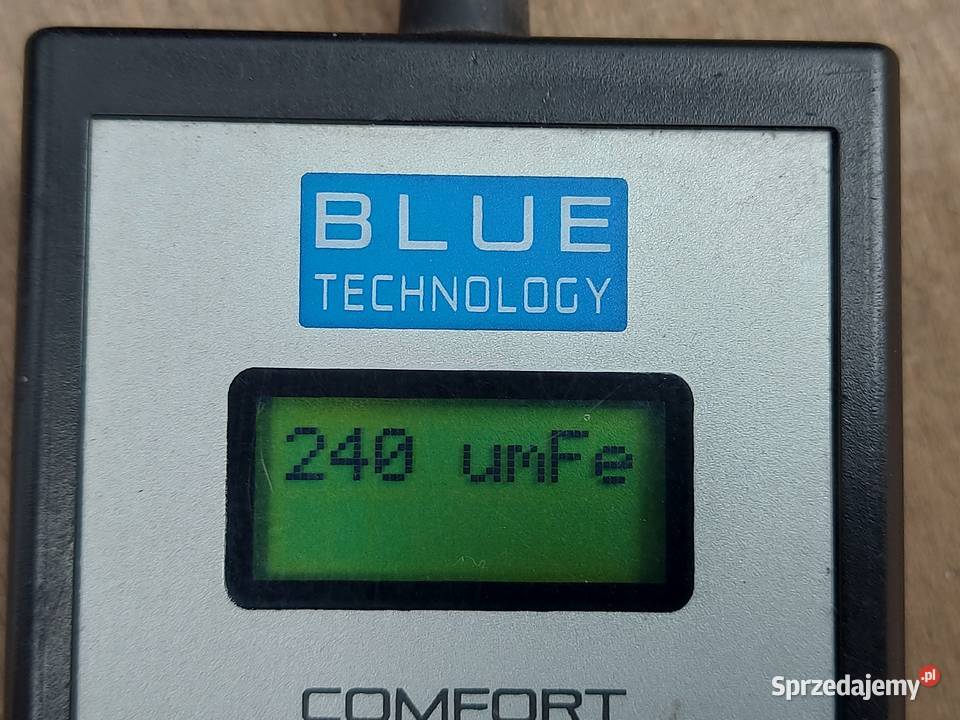 BLUE
TECHNOLOGY
240 umFe
COMFORT
Sprzedajemy.pl